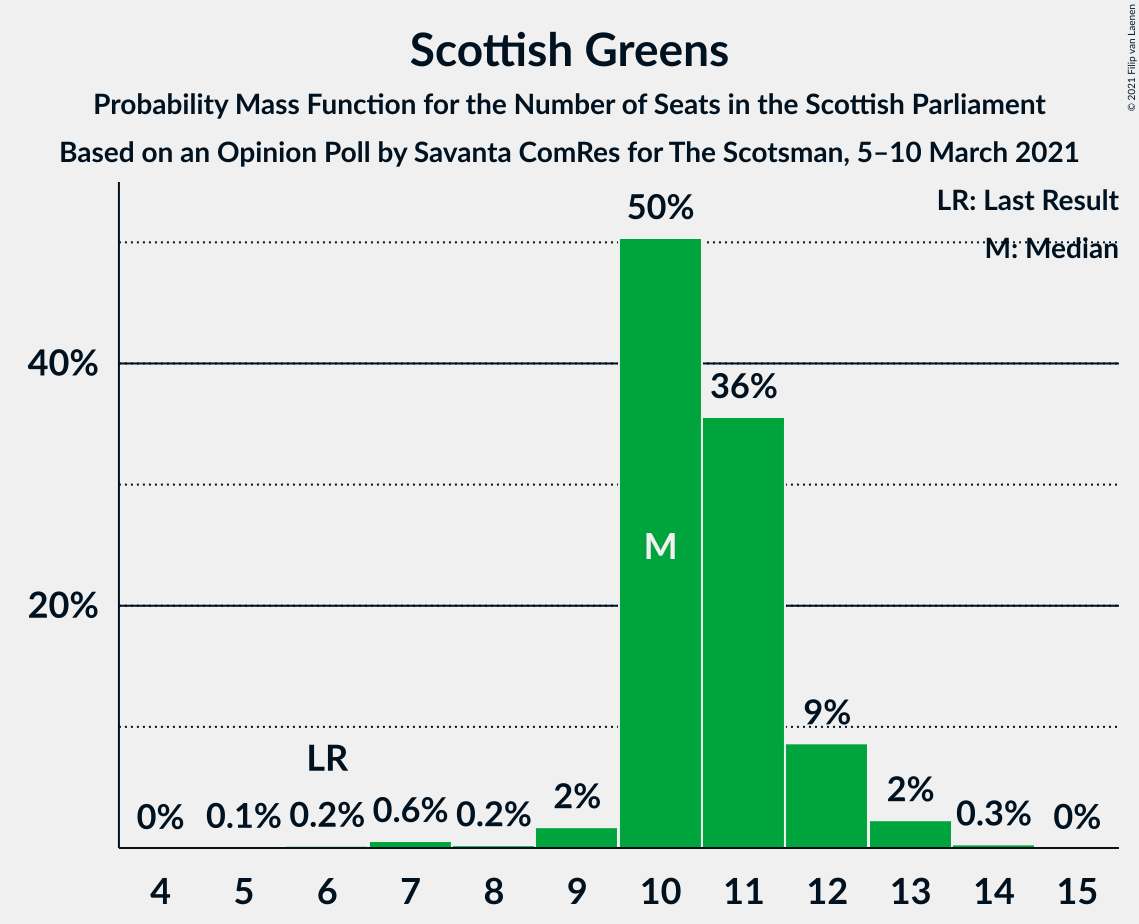 © 2021 Filip van Laenen
Scottish Greens
Probability Mass Function for the Number of Seats in the Scottish Parliament
Based on an Opinion Poll by Savanta ComRes for The Scotsman, 5–10 March 2021
LR: Last Result
M: Median
50%
40%
36%
M
20%
9%
LR
0% 0.1% 0.2% 0.6% 0.2% 2% 2% 0.3% 0%
4 5 6 7 8 9 10 11 12 13 14 15